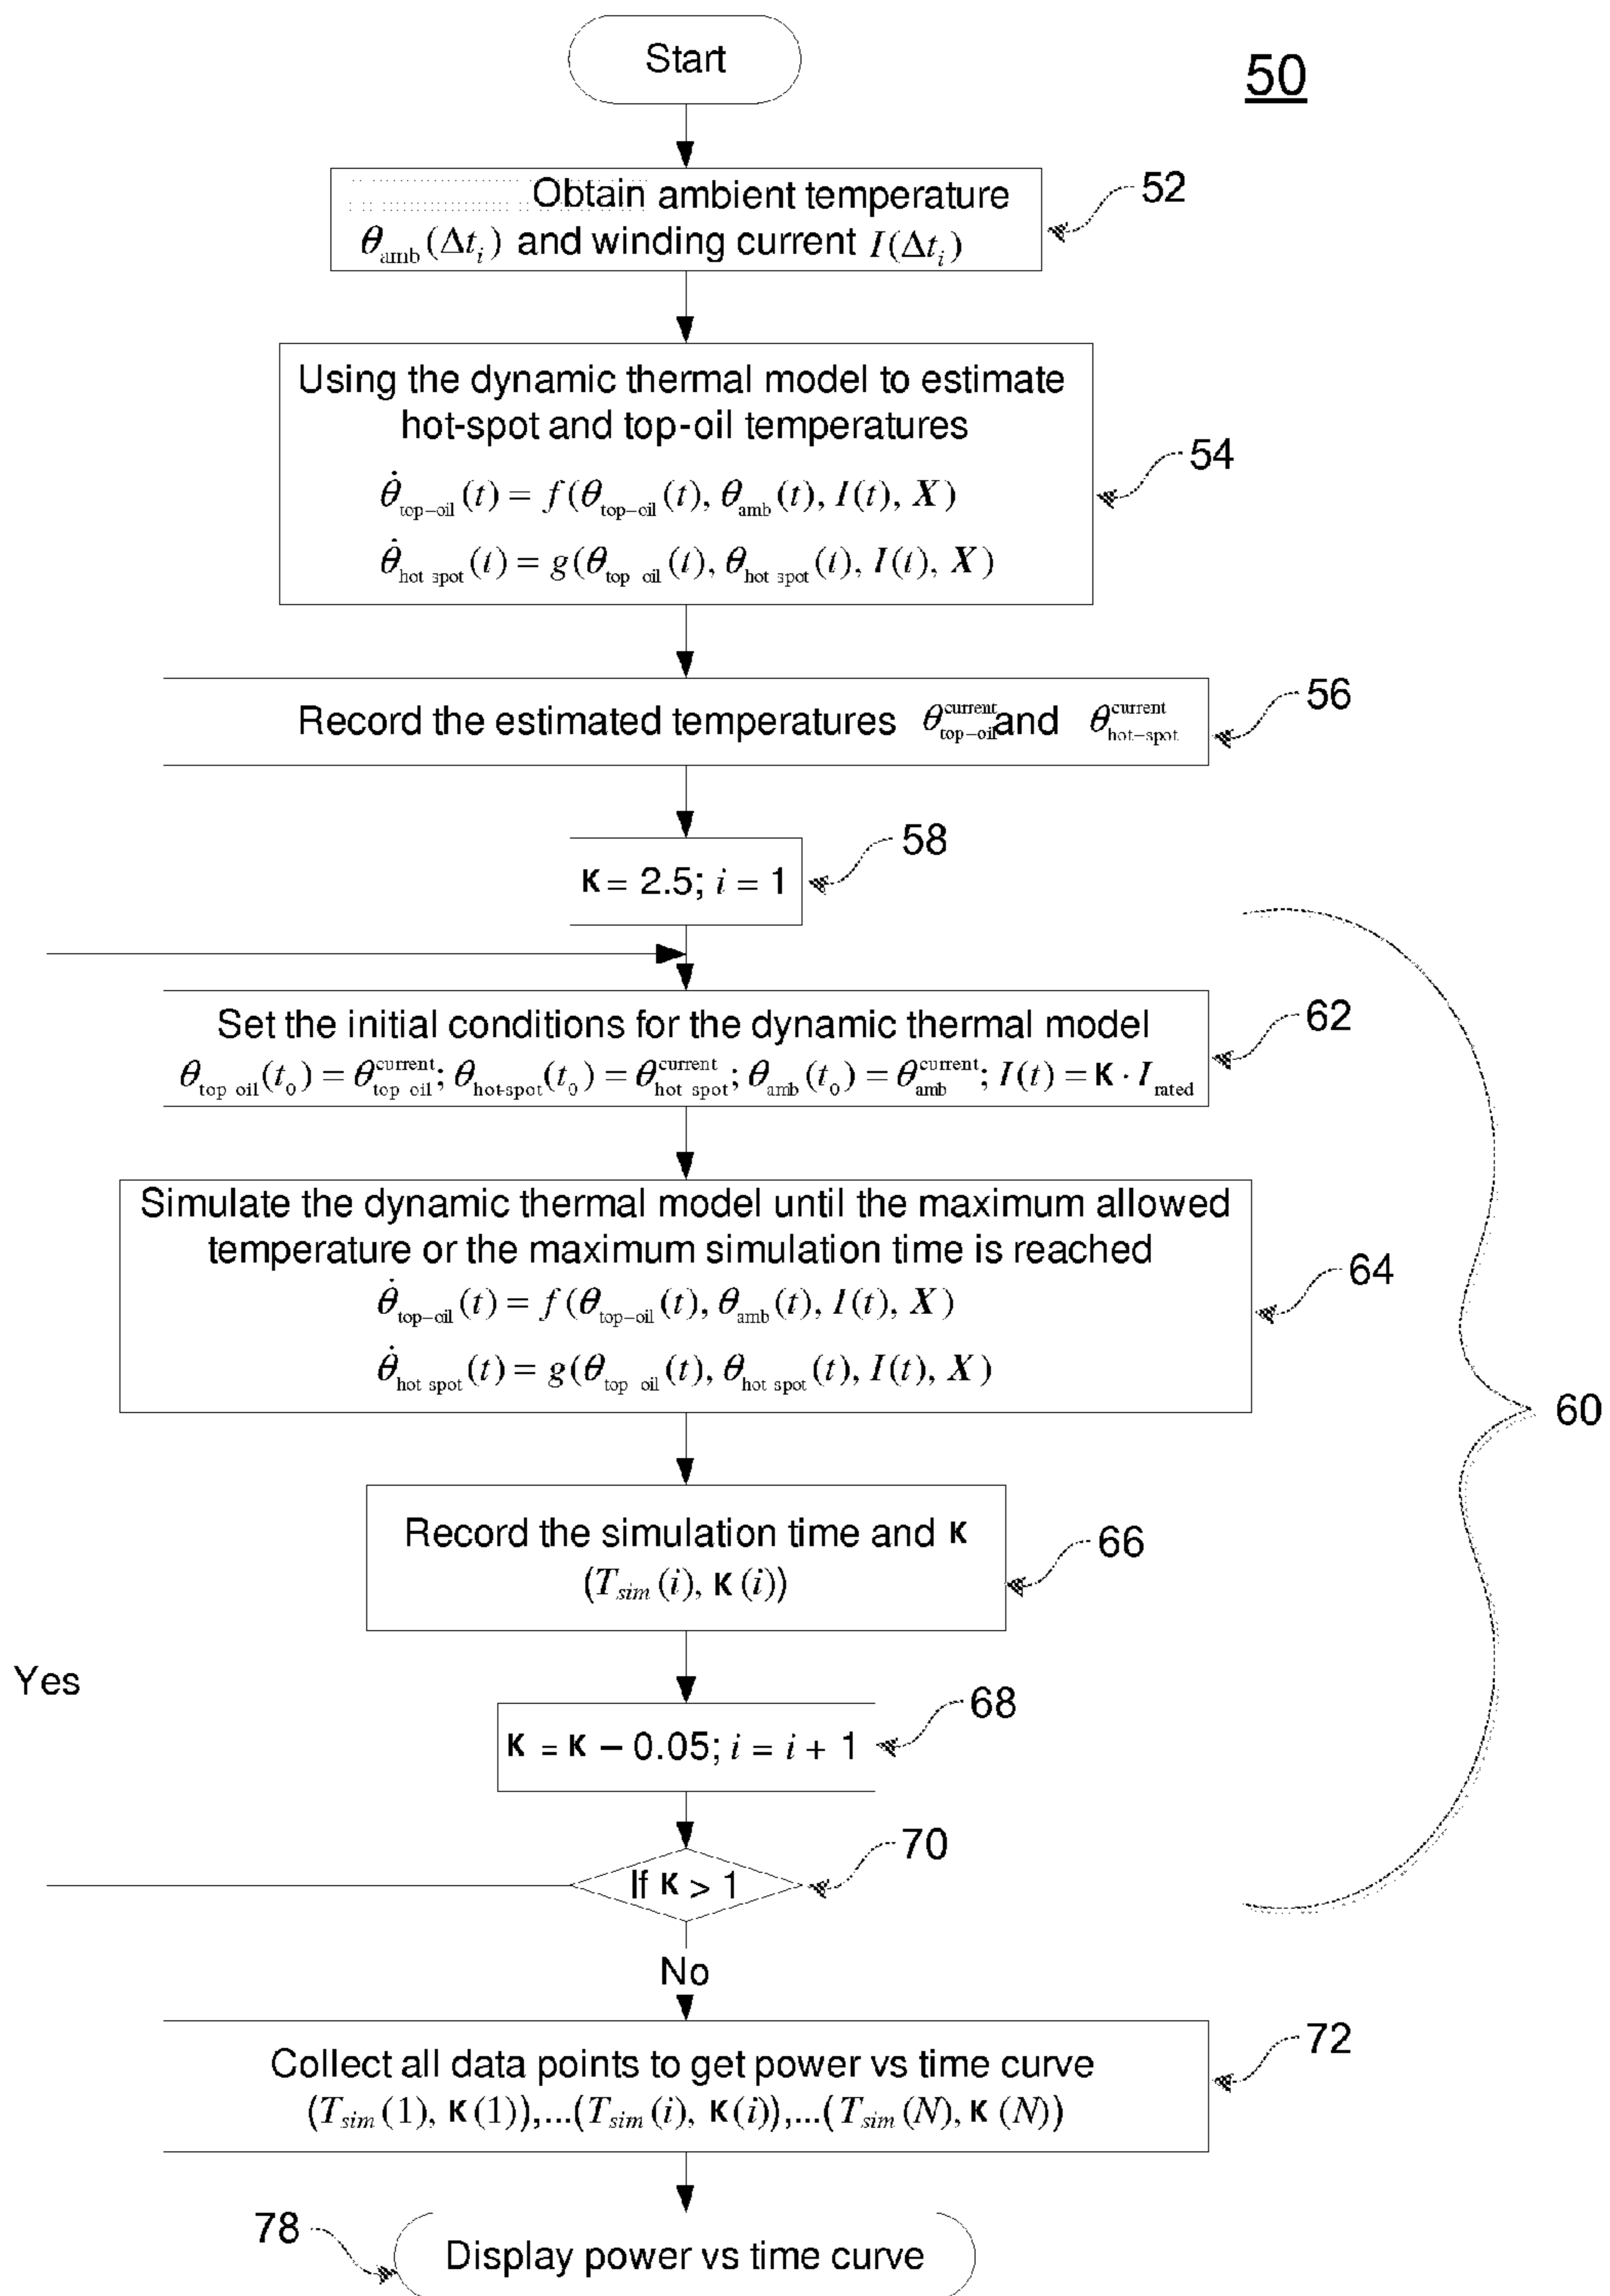 Start
50
Obtain ambient temperature
θamb(Δti) and winding current I(Δti)
52
Using the dynamic thermal model to estimate
hot-spot and top-oil temperatures
θ̇top–oil(t) = f(θtop–oil(t), θamb(t), I(t), X)
θ̇hot spot(t) = g(θtop oil(t), θhot spot(t), I(t), X)
54
Record the estimated temperatures θ^current_top–oil and θ^current_hot–spot
56
K = 2.5; i = 1
58
Set the initial conditions for the dynamic thermal model
θtop oil(t0) = θ^current_top oil; θhot-spot(t0) = θ^current_hot spot; θamb(t0) = θ^current_amb; I(t) = K · Irated
62
Simulate the dynamic thermal model until the maximum allowed
temperature or the maximum simulation time is reached
θ̇top–oil(t) = f(θtop–oil(t), θamb(t), I(t), X)
θ̇hot spot(t) = g(θtop oil(t), θhot spot(t), I(t), X)
64
60
Record the simulation time and K
(Tsim(i), K(i))
66
Yes
K = K – 0.05; i = i + 1
68
If K > 1
70
No
Collect all data points to get power vs time curve
(Tsim(1), K(1)),...(Tsim(i), K(i)),...(Tsim(N), K(N))
72
78
Display power vs time curve